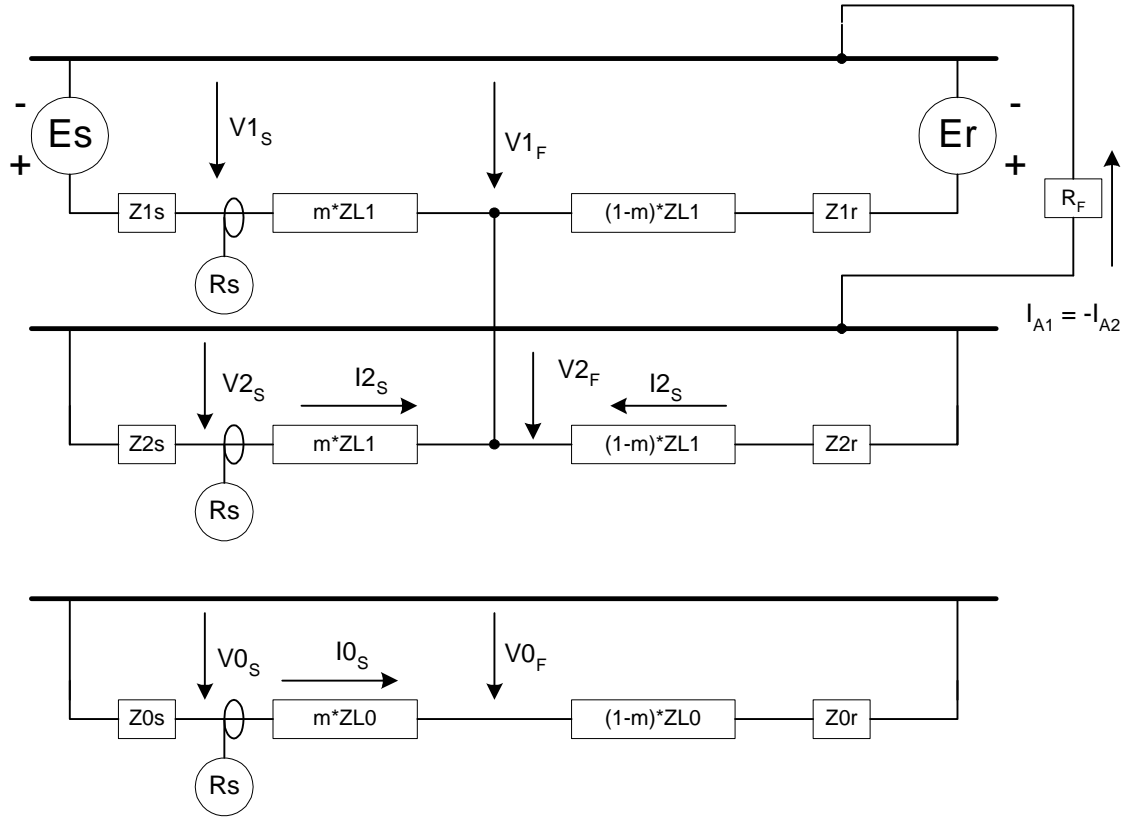 -
Es
+
V1S
V1F
-
Er
+
Z1s
m*ZL1
(1-m)*ZL1
Z1r
RF
Rs
IA1 = -IA2
V2S
I2S
V2F
I2S
Z2s
m*ZL1
(1-m)*ZL1
Z2r
Rs
V0S
I0S
V0F
Z0s
m*ZL0
(1-m)*ZL0
Z0r
Rs